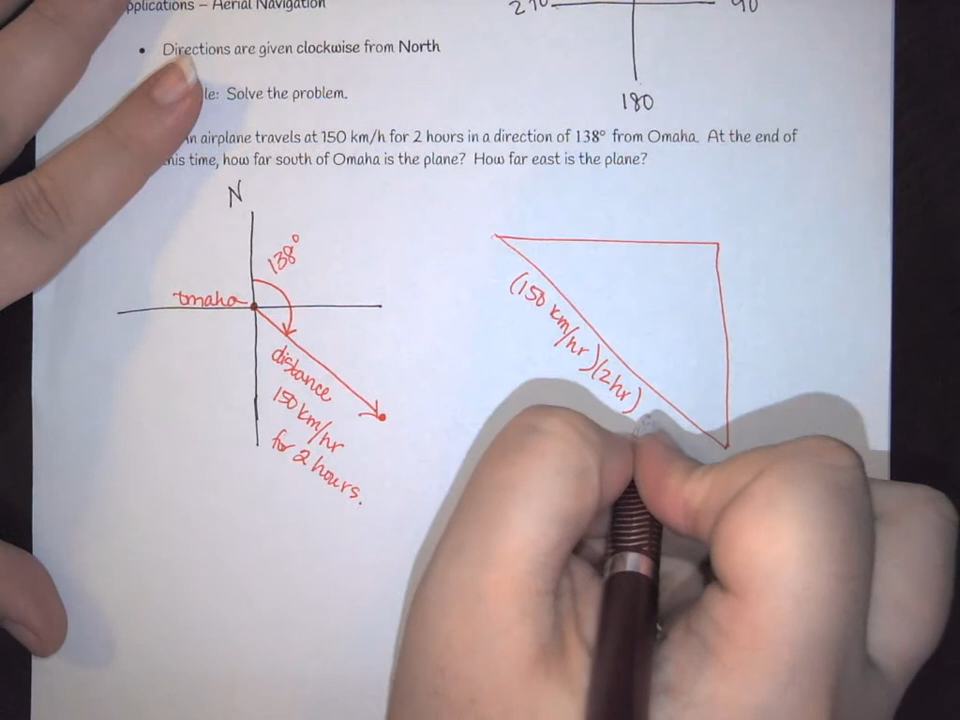 pplications – Aerial Navigation
270 90
• Directions are given clockwise from North
le: Solve the problem.
180
n airplane travels at 150 km/h for 2 hours in a direction of 138° from Omaha. At the end of
his time, how far south of Omaha is the plane? How far east is the plane?
N
138°
Omaha
distance
150 km/hr
for 2 hours.
(150 km/hr)(2hr)